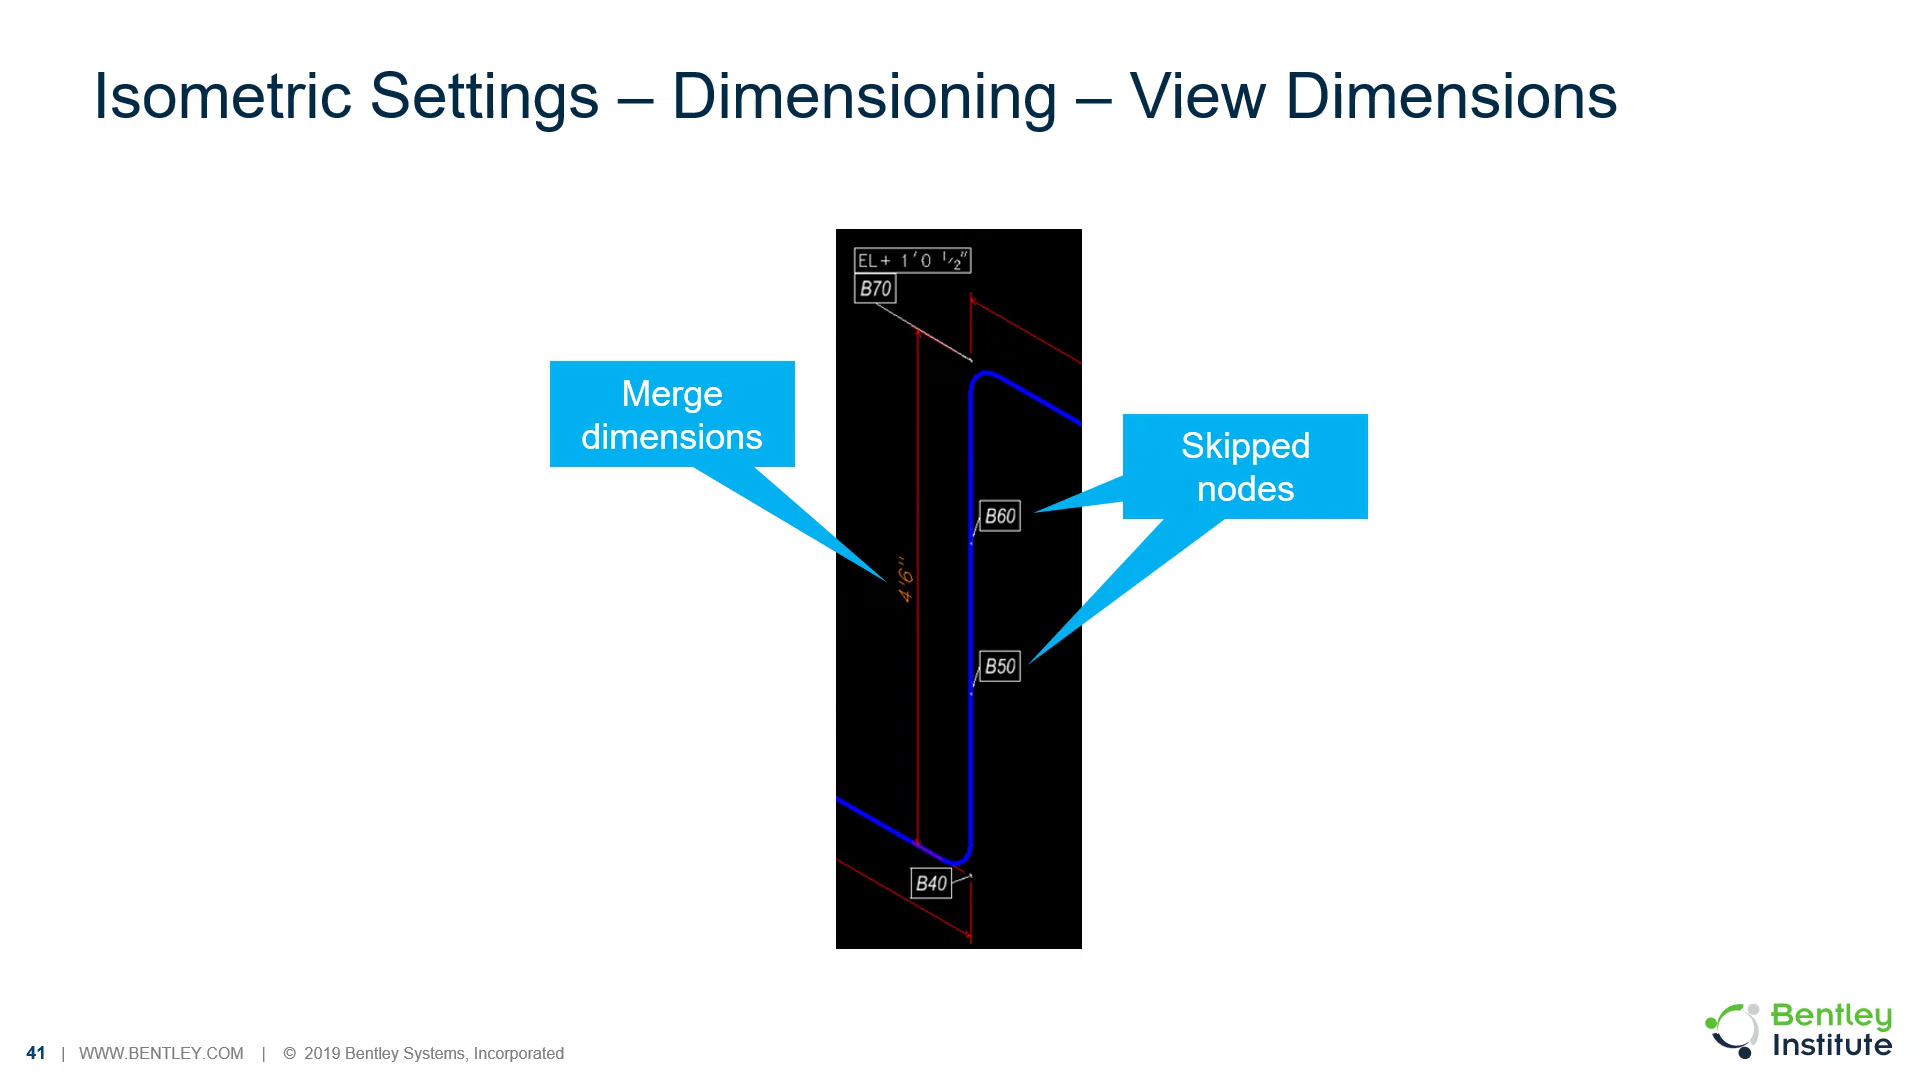 Isometric Settings – Dimensioning – View Dimensions
EL+ 1'0 1/2"
B70
Merge
dimensions
Skipped
nodes
B60
4'6"
B50
B40
41 | WWW.BENTLEY.COM | © 2019 Bentley Systems, Incorporated
Bentley
Institute